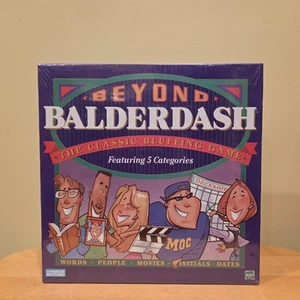 BEYOND
BALDERDASH
THE CLASSIC BLUFFING GAME
Featuring 5 Categories
MOC
WORDS • PEOPLE • MOVIES • INITIALS • DATES